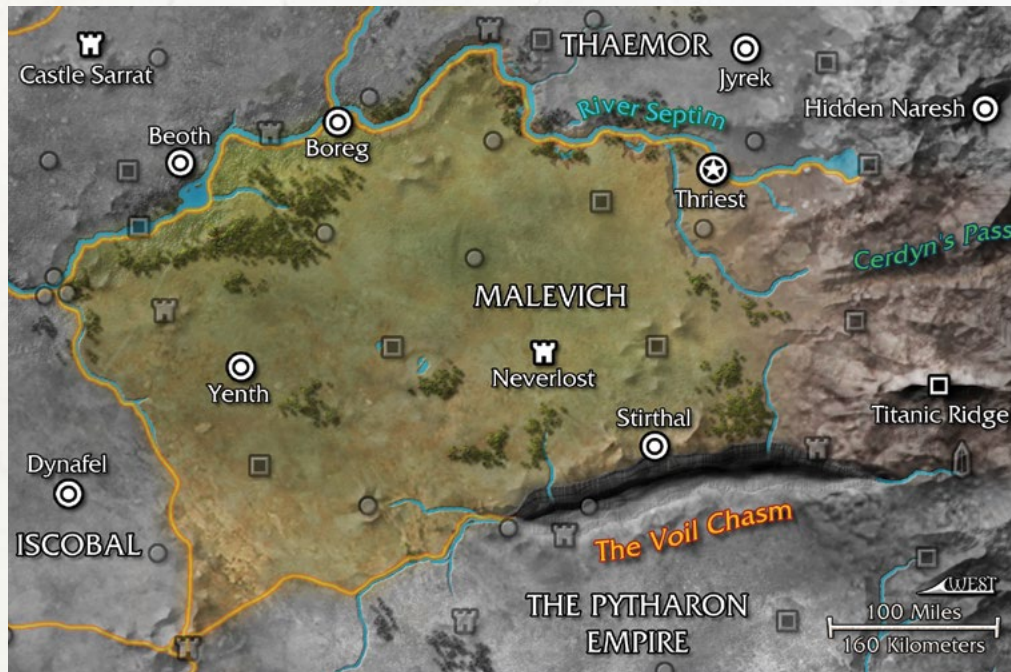 THAEMOR
Castle Sarrat
Jyrek
Hidden Naresh
River Septim
Beoth
Boreg
Thriest
Cerdyn's Pass
MALEVICH
Neverlost
Yenth
Titanic Ridge
Stirthal
Dynafel
The Voil Chasm
ISCOBAL
WEST
THE PYTHARON
EMPIRE
100 Miles
160 Kilometers